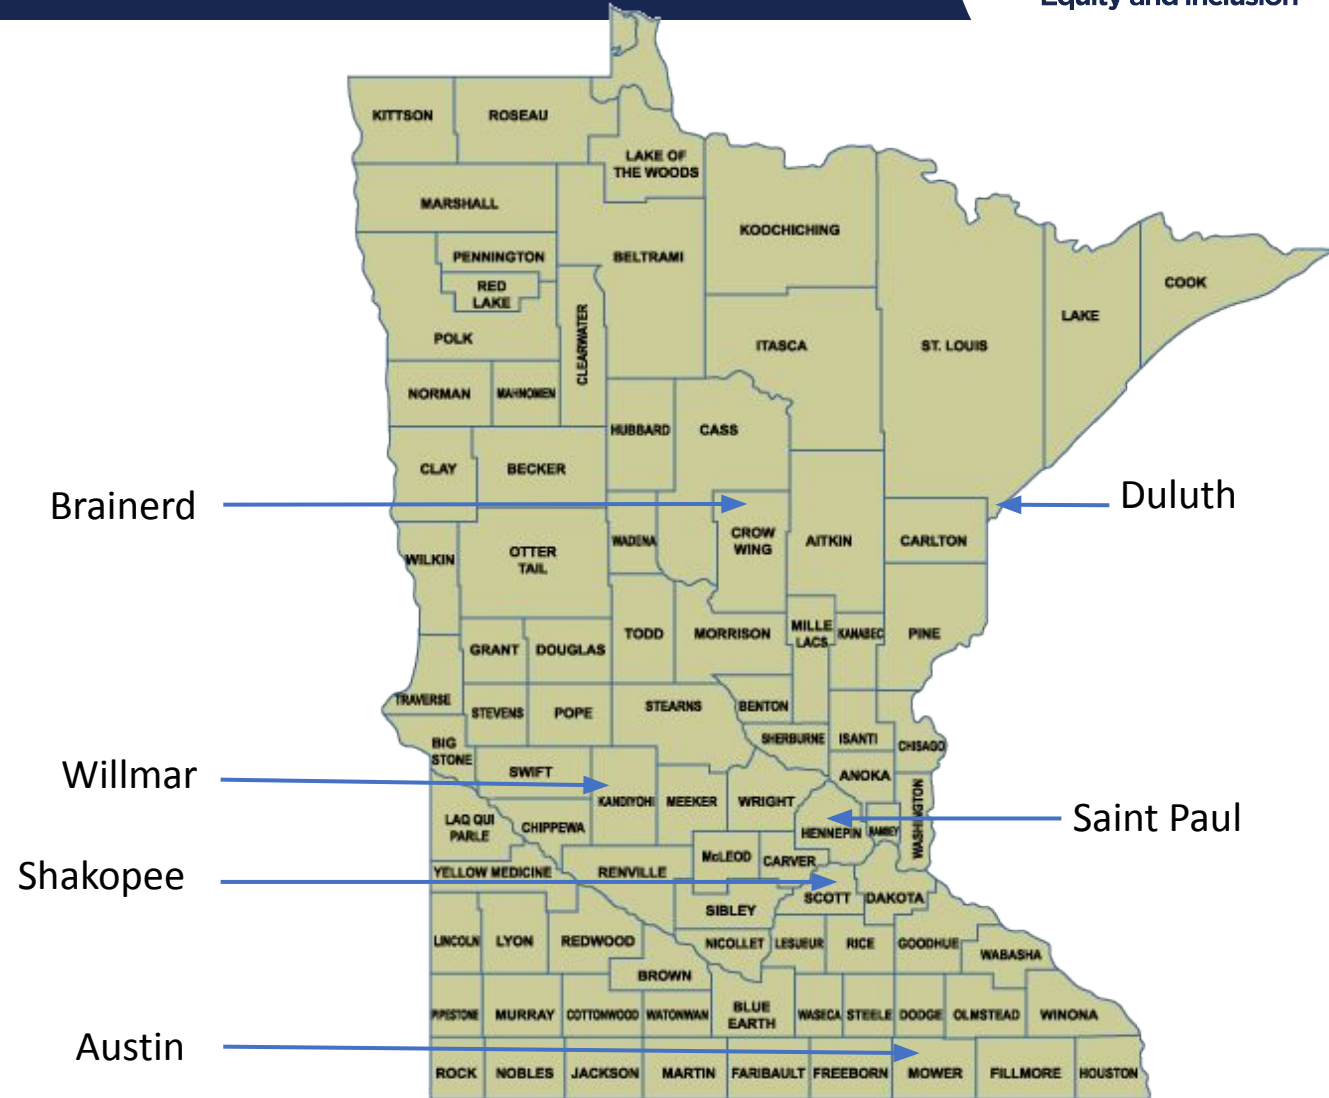 Equity and Inclusion
KITTSON
ROSEAU
LAKE OF
THE WOODS
MARSHALL
KOOCHICHING
PENNINGTON
BELTRAMI
RED
LAKE
COOK
LAKE
POLK
CLEARWATER
ITASCA
ST. LOUIS
NORMAN
MAHNOMEN
HUBBARD
CASS
CLAY
BECKER
Brainerd
Duluth
CROW
WING
WADENA
AITKIN
CARLTON
WILKIN
OTTER
TAIL
TODD
MORRISON
MILLE
LACS
KANABEC
PINE
GRANT
DOUGLAS
TRAVERSE
STEVENS
POPE
STEARNS
BENTON
SHERBURNE
ISANTI
CHISAGO
BIG
STONE
Willmar
SWIFT
ANOKA
KANDIYOHI
MEEKER
WRIGHT
WASHINGTON
Saint Paul
LAQ QUI
PARLE
CHIPPEWA
HENNEPIN
RAMSEY
McLEOD
CARVER
Shakopee
YELLOW MEDICINE
RENVILLE
SCOTT
DAKOTA
SIBLEY
LINCOLN
LYON
REDWOOD
NICOLLET
LESUEUR
RICE
GOODHUE
WABASHA
BROWN
PIPESTONE
MURRAY
COTTONWOOD
WATONWAN
BLUE
EARTH
WASECA
STEELE
DODGE
OLMSTEAD
WINONA
Austin
ROCK
NOBLES
JACKSON
MARTIN
FARIBAULT
FREEBORN
MOWER
FILLMORE
HOUSTON